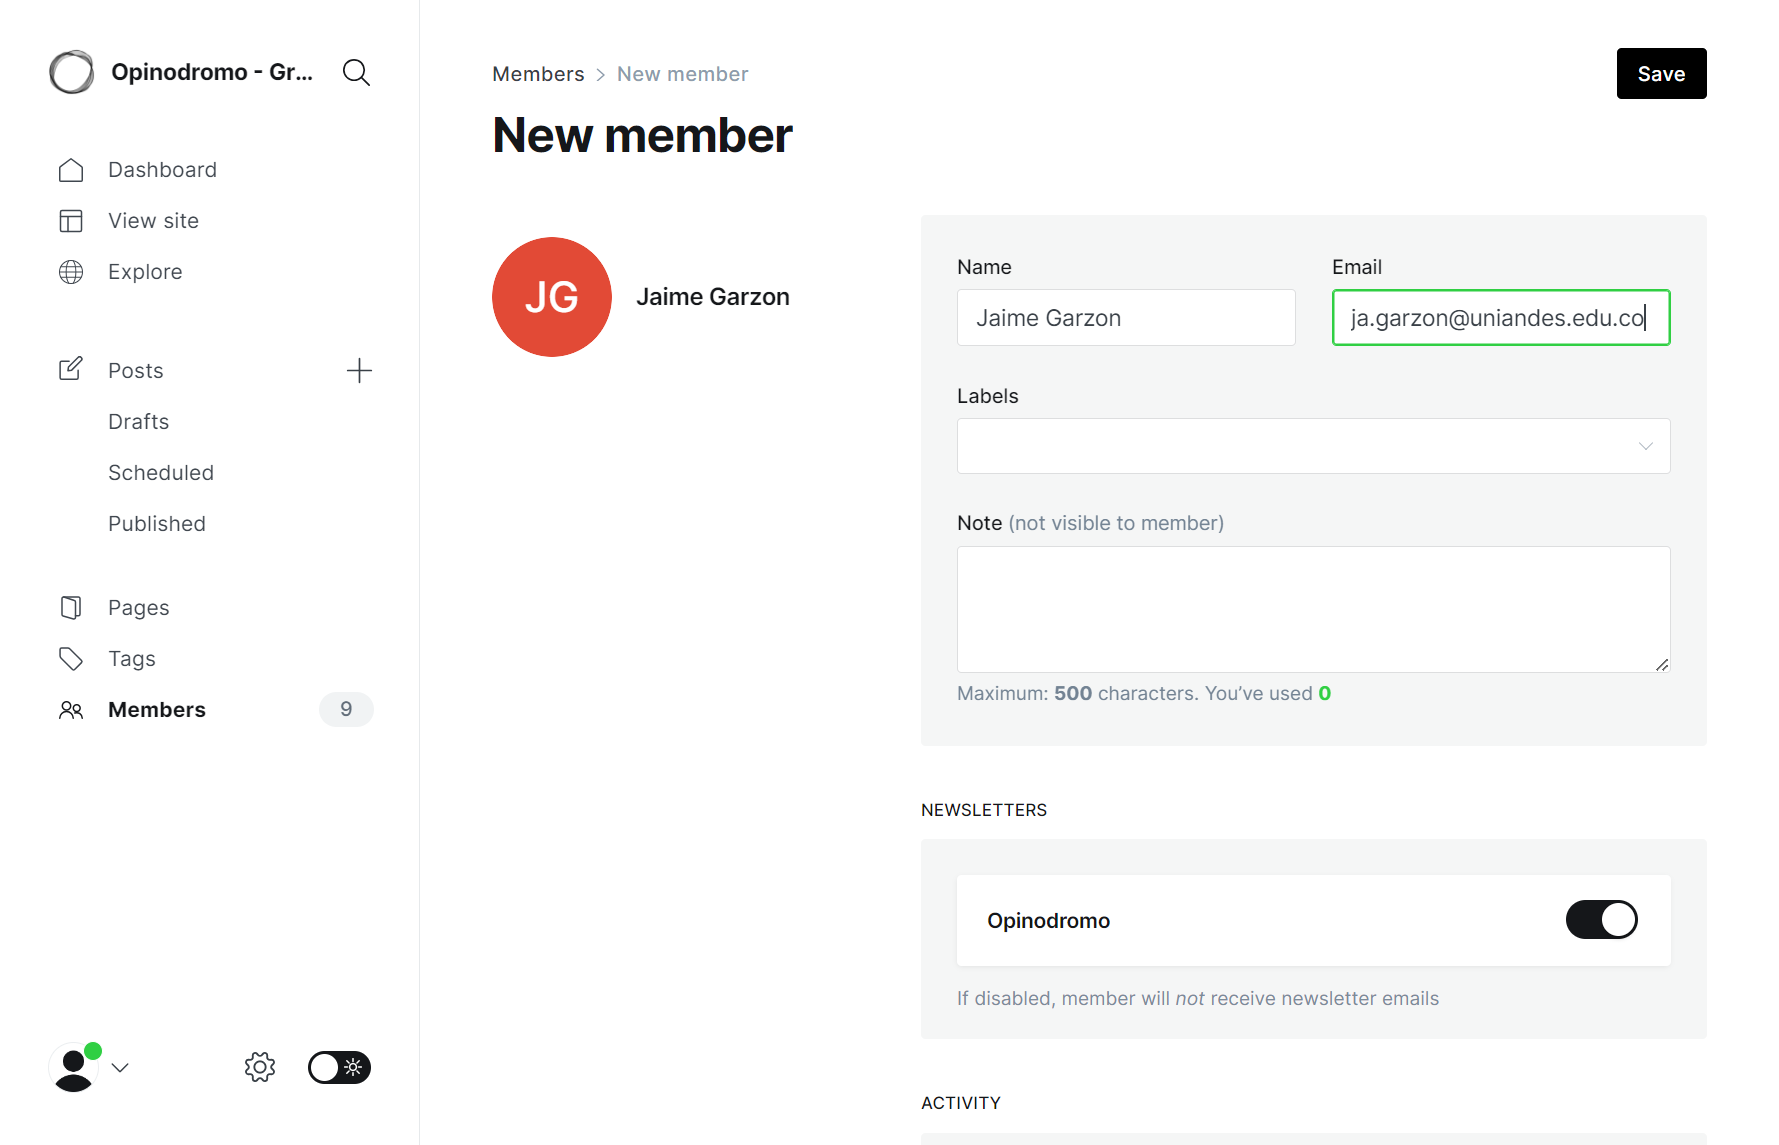 Opinodromo - Gr...
Dashboard
View site
Explore
Posts
Drafts
Scheduled
Published
Pages
Tags
Members 9
Members > New member
Save
New member
JG
Jaime Garzon
Name
Jaime Garzon
Email
ja.garzon@uniandes.edu.co
Labels
Note (not visible to member)
Maximum: 500 characters. You’ve used 0
NEWSLETTERS
Opinodromo
If disabled, member will not receive newsletter emails
ACTIVITY